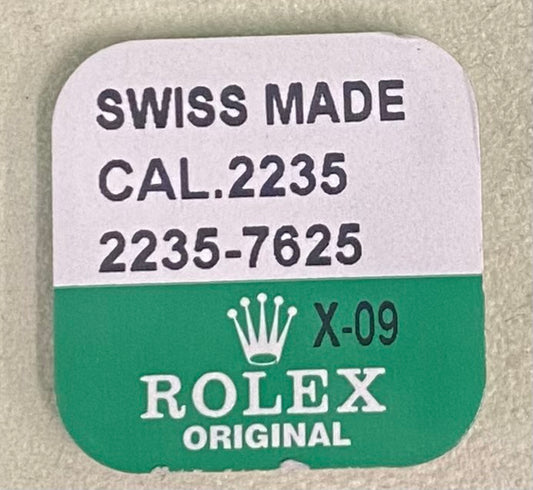 SWISS MADE
CAL.2235
2235-7625
X-09
ROLEX
ORIGINAL